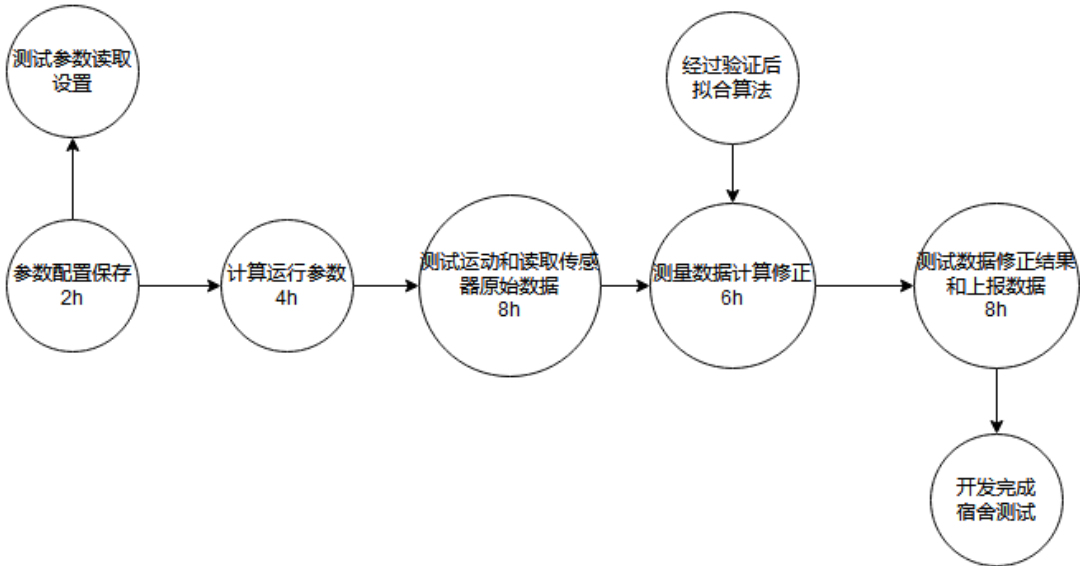 测试参数读取
设置
经过验证后
拟合算法
参数配置保存
2h
计算运行参数
4h
测试运动和读取传感
器原始数据
8h
测量数据计算修正
6h
测试数据修正结果
和上报数据
8h
开发完成
宿舍测试